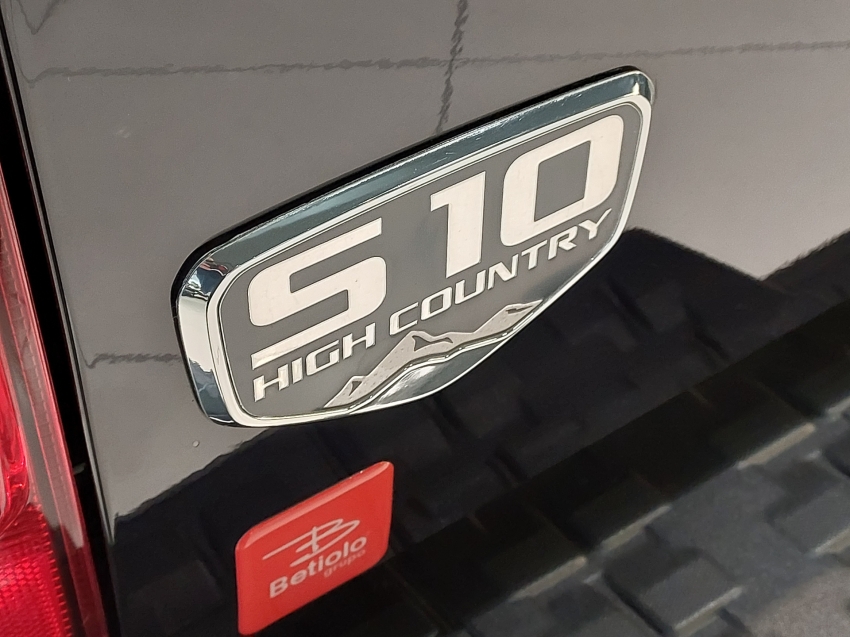 S10
HIGH COUNTRY
Betiolo
grupo